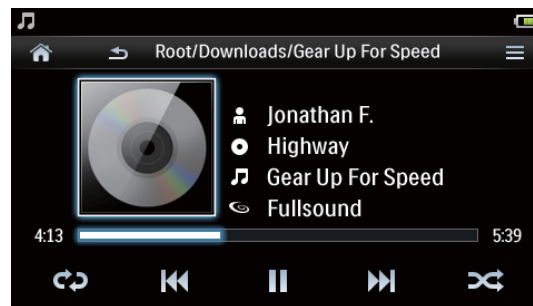 Root/Downloads/Gear Up For Speed
Jonathan F.
Highway
Gear Up For Speed
Fullsound
4:13
5:39